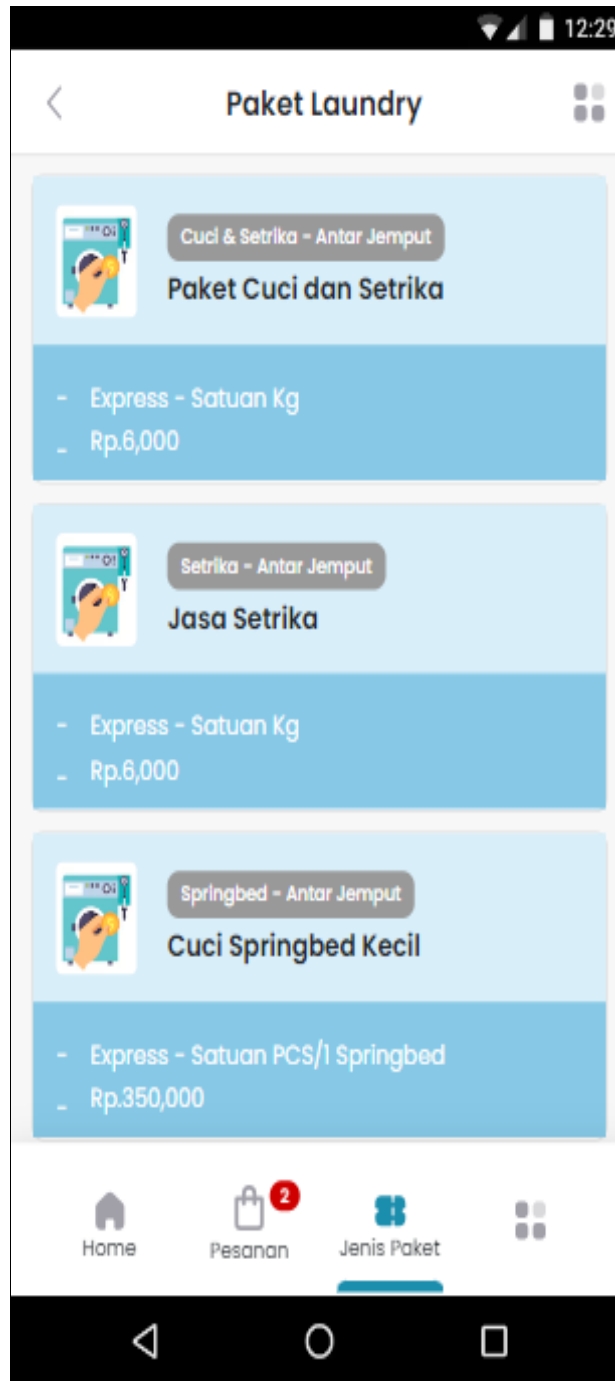 12:29
Paket Laundry
Cuci & Setrika - Antar Jemput
Paket Cuci dan Setrika
- Express - Satuan Kg
- Rp.6,000
Setrika - Antar Jemput
Jasa Setrika
- Express - Satuan Kg
- Rp.6,000
Springbed - Antar Jemput
Cuci Springbed Kecil
- Express - Satuan PCS/1 Springbed
- Rp.350,000
2
Home Pesanan Jenis Paket